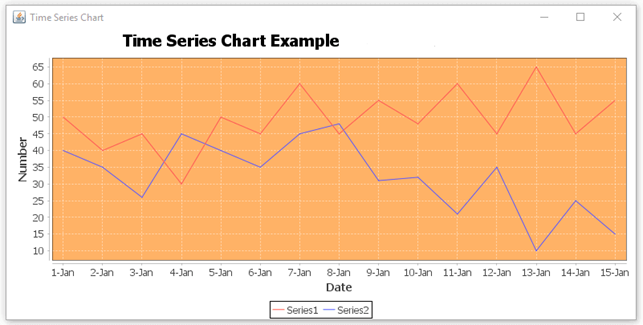 Time Series Chart
Time Series Chart Example
65
60
55
50
45
40
35
30
25
20
15
10
Number
1-Jan 2-Jan 3-Jan 4-Jan 5-Jan 6-Jan 7-Jan 8-Jan 9-Jan 10-Jan 11-Jan 12-Jan 13-Jan 14-Jan 15-Jan
Date
Series1 Series2